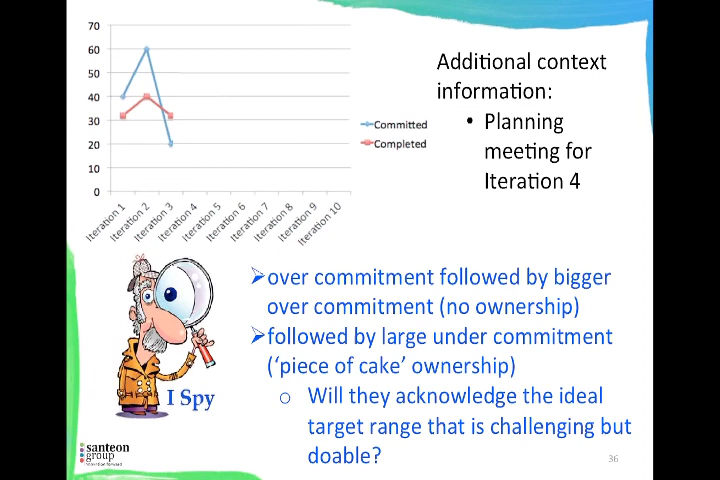 70
60
50
40
30
20
10
0
Iteration 1
Iteration 2
Iteration 3
Iteration 4
Iteration 5
Iteration 6
Iteration 7
Iteration 8
Iteration 9
Iteration 10
Committed
Completed
Additional context
information:
• Planning
meeting for
Iteration 4
➢over commitment followed by bigger
over commitment (no ownership)
➢followed by large under commitment
(‘piece of cake’ ownership)
o Will they acknowledge the ideal
target range that is challenging but
doable?
I Spy
santeon
group
36